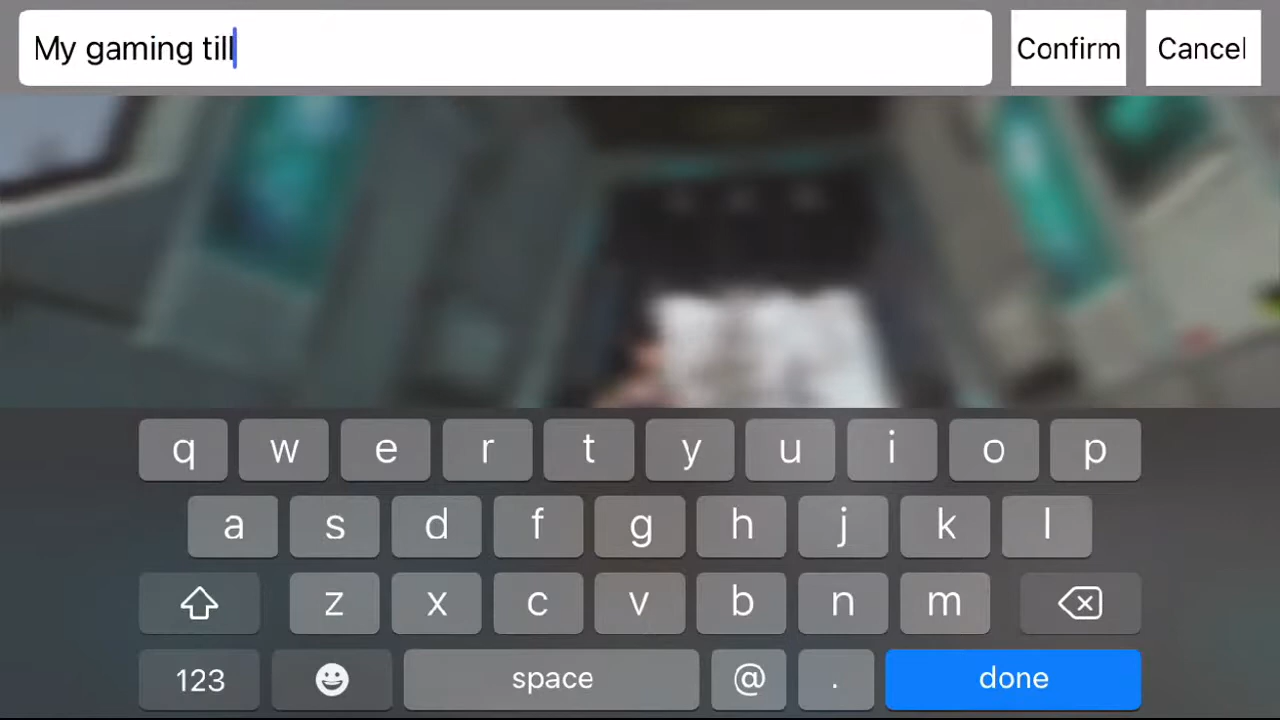 My gaming till
Confirm
Cancel
q w e r t y u i o p
a s d f g h j k l
z x c v b n m
123 space @ . done